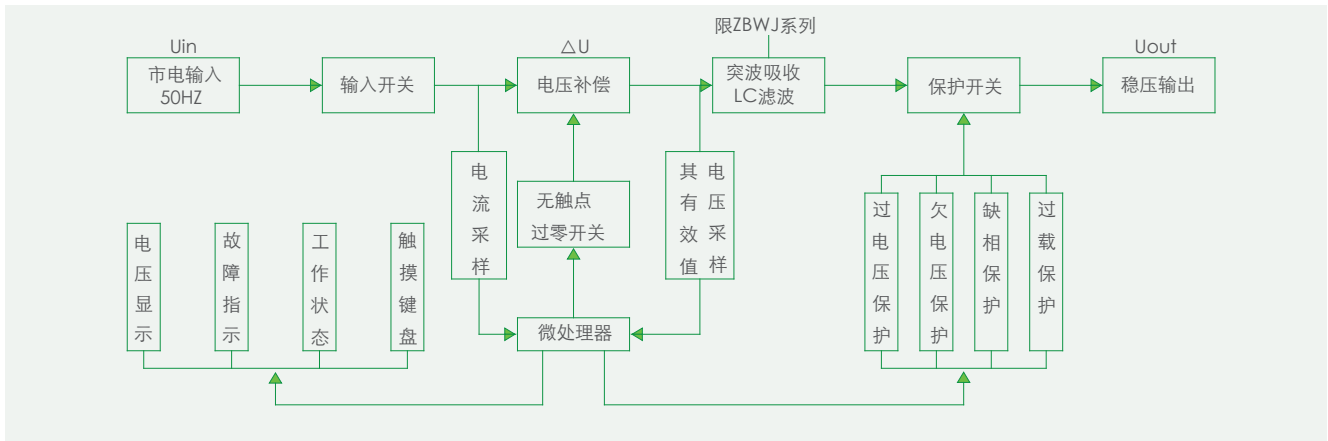 限ZBWJ系列
Uin
△U
Uout
市电输入
50HZ
输入开关
电压补偿
突波吸收
LC滤波
保护开关
稳压输出
电流采样
无触点
过零开关
电压采样
其有效值
过电压保护
欠电压保护
缺相保护
过载保护
电压显示
故障指示
工作状态
触摸键盘
微处理器